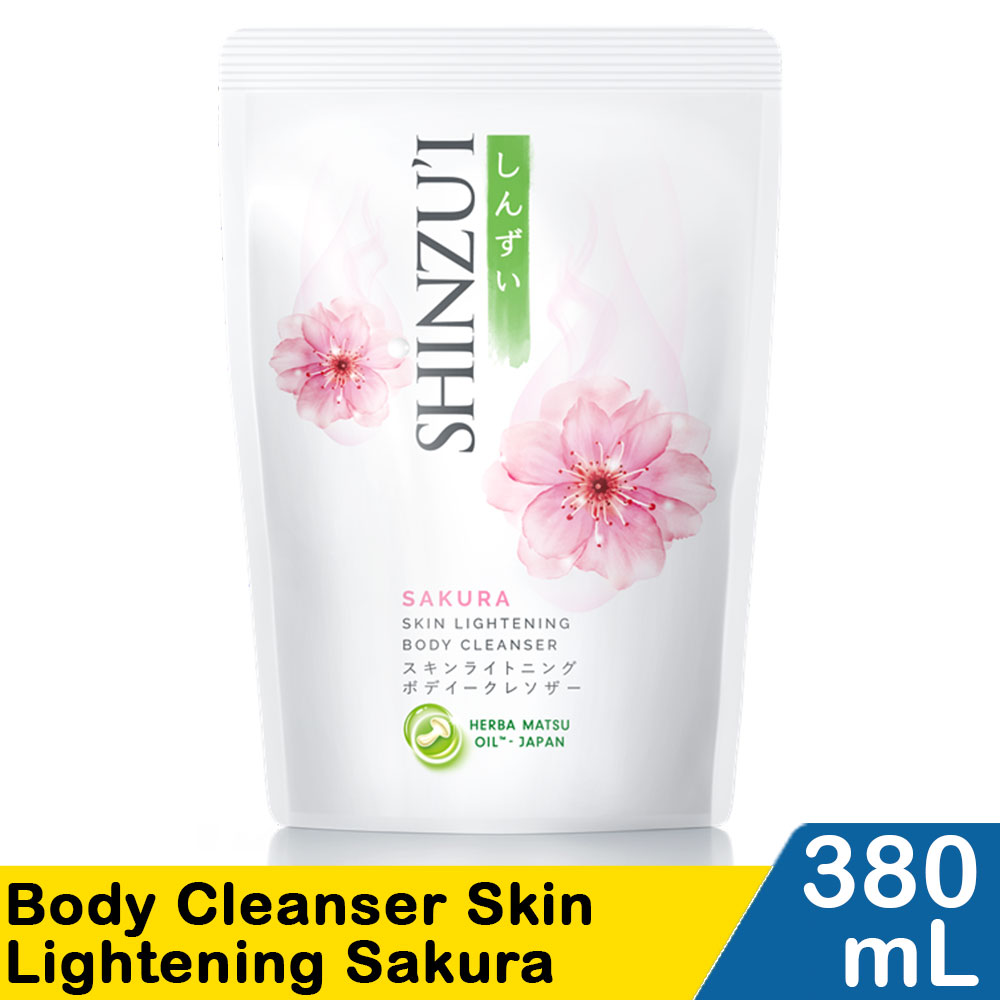 SHINZU'I
しんずい
SAKURA
SKIN LIGHTENING
BODY CLEANSER
スキンライトニング
ボデイークレソザー
HERBA MATSU
OIL™- JAPAN
Body Cleanser Skin
Lightening Sakura
380
mL